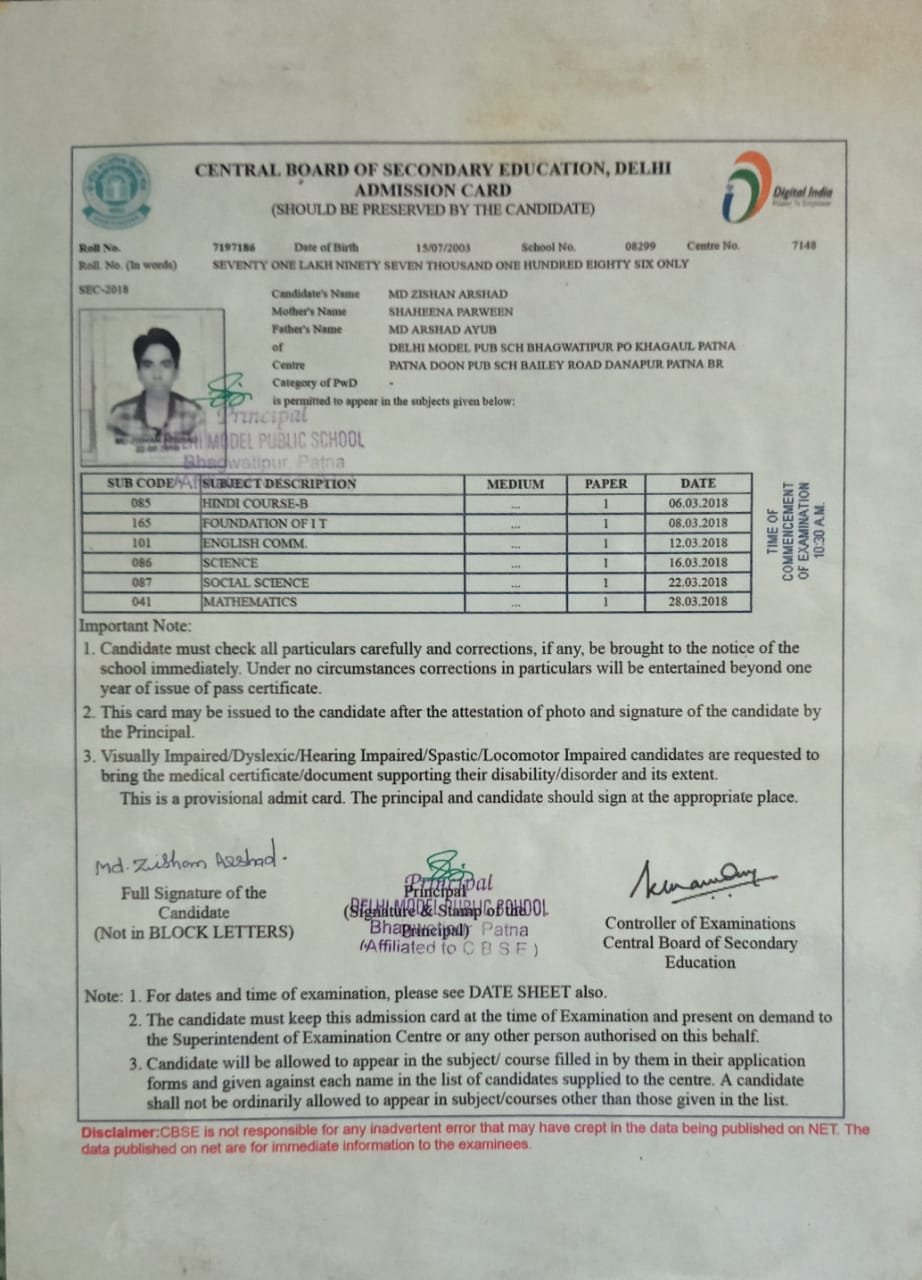 CENTRAL BOARD OF SECONDARY EDUCATION, DELHI
ADMISSION CARD
(SHOULD BE PRESERVED BY THE CANDIDATE)
Digital India
Power To Empower
Roll No. 7197186 Date of Birth 15/07/2003 School No. 08299 Centre No. 7148
Roll. No. (In words) SEVENTY ONE LAKH NINETY SEVEN THOUSAND ONE HUNDRED EIGHTY SIX ONLY
SEC-2018
Candidate's Name MD ZISHAN ARSHAD
Mother's Name SHAHEENA PARWEEN
Father's Name MD ARSHAD AYUB
of DELHI MODEL PUB SCH BHAGWATIPUR PO KHAGAUL PATNA
Centre PATNA DOON PUB SCH BAILEY ROAD DANAPUR PATNA BR
Category of PwD -
is permitted to appear in the subjects given below:
Principal
DELHI MODEL PUBLIC SCHOOL
Bhagwatipur, Patna
SUB CODE SUBJECT DESCRIPTION MEDIUM PAPER DATE
085 HINDI COURSE-B ... 1 06.03.2018
165 FOUNDATION OF I T ... 1 08.03.2018
101 ENGLISH COMM. ... 1 12.03.2018
086 SCIENCE ... 1 16.03.2018
087 SOCIAL SCIENCE ... 1 22.03.2018
041 MATHEMATICS ... 1 28.03.2018
TIME OF
COMMENCEMENT
OF EXAMINATION
10:30 A.M.
Important Note:
1. Candidate must check all particulars carefully and corrections, if any, be brought to the notice of the
school immediately. Under no circumstances corrections in particulars will be entertained beyond one
year of issue of pass certificate.
2. This card may be issued to the candidate after the attestation of photo and signature of the candidate by
the Principal.
3. Visually Impaired/Dyslexic/Hearing Impaired/Spastic/Locomotor Impaired candidates are requested to
bring the medical certificate/document supporting their disability/disorder and its extent.
This is a provisional admit card. The principal and candidate should sign at the appropriate place.
Md. Zishan Arshad.
Full Signature of the
Candidate
(Not in BLOCK LETTERS)
Principal
Principal
(Signature & Stamp of the
Principal)
DELHI MODEL PUBLIC SCHOOL
Bhagwatipur Patna
(Affiliated to C B S E)
Controller of Examinations
Central Board of Secondary
Education
Note: 1. For dates and time of examination, please see DATE SHEET also.
2. The candidate must keep this admission card at the time of Examination and present on demand to
the Superintendent of Examination Centre or any other person authorised on this behalf.
3. Candidate will be allowed to appear in the subject/ course filled in by them in their application
forms and given against each name in the list of candidates supplied to the centre. A candidate
shall not be ordinarily allowed to appear in subject/courses other than those given in the list.
Disclaimer:CBSE is not responsible for any inadvertent error that may have crept in the data being published on NET. The
data published on net are for immediate information to the examinees.